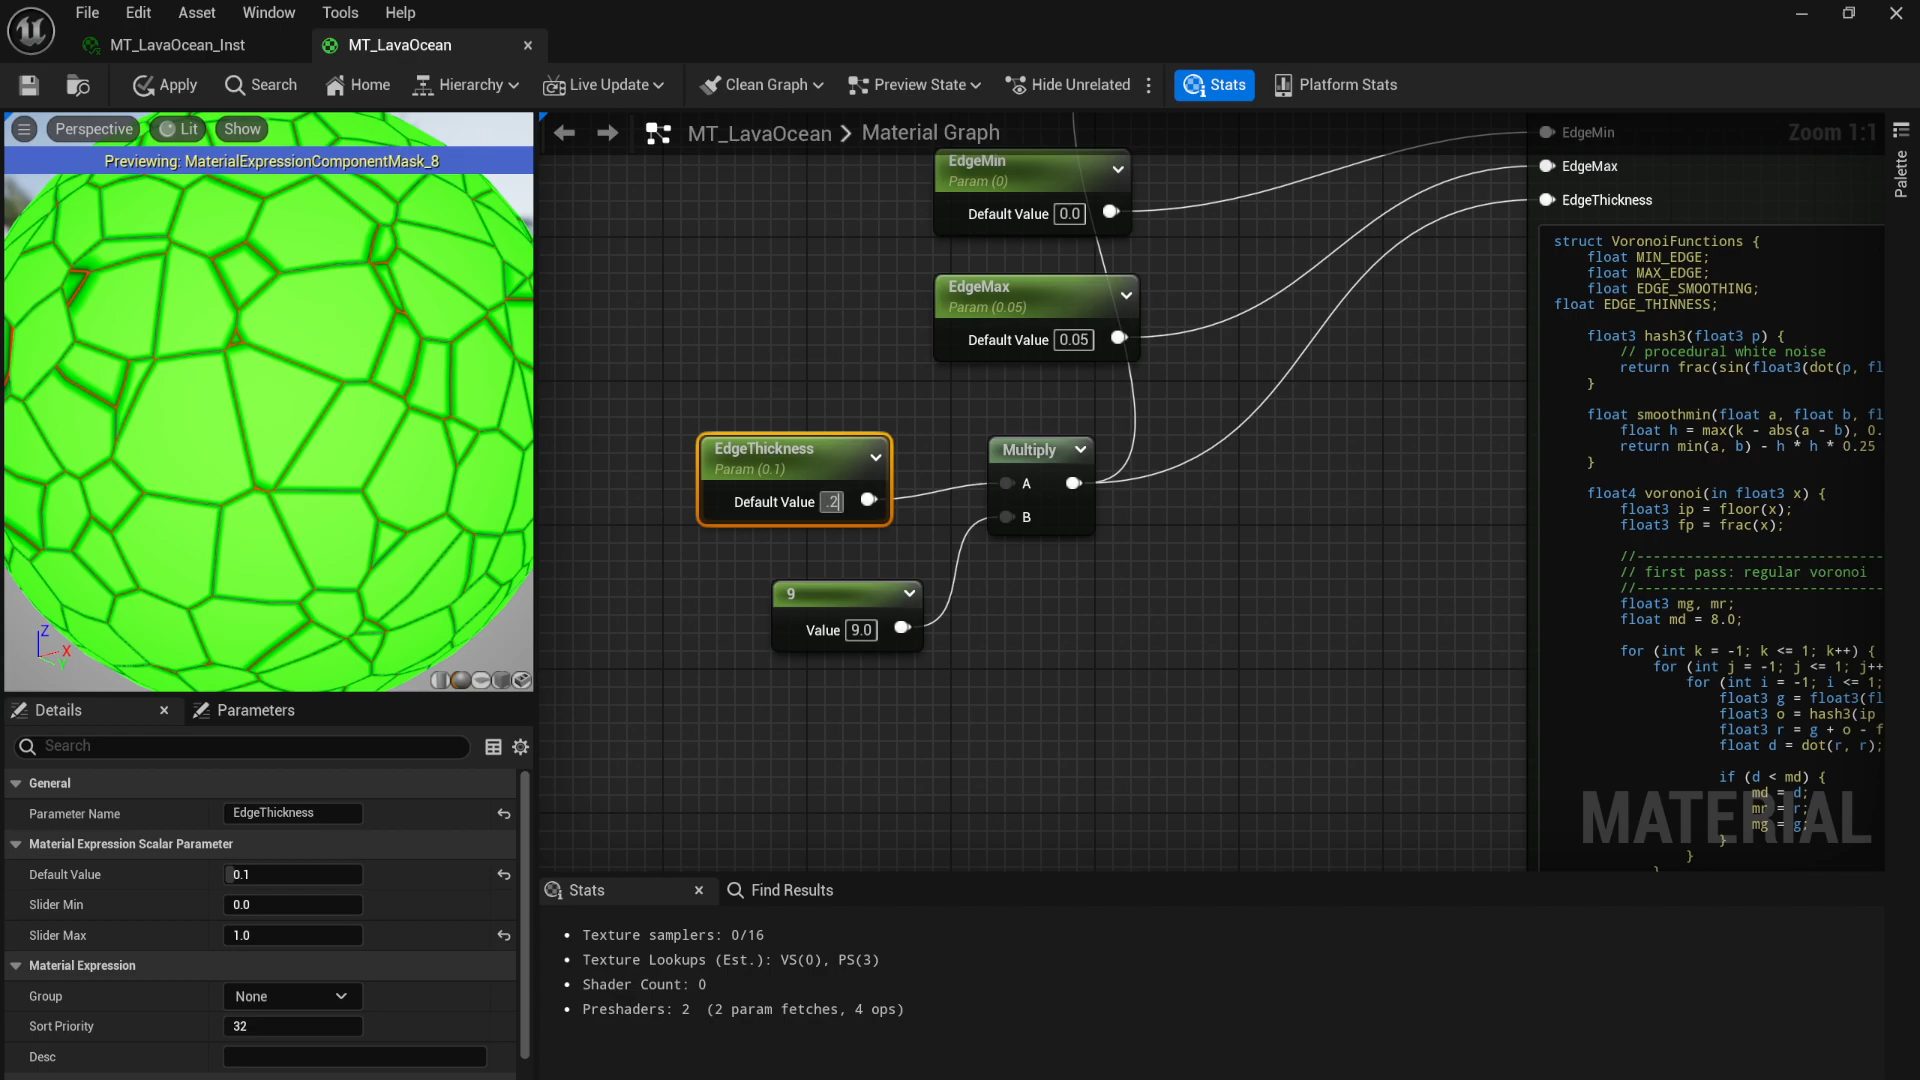 File Edit Asset Window Tools Help
MT_LavaOcean_Inst
MT_LavaOcean
Apply
Search
Home
Hierarchy
Live Update
Clean Graph
Preview State
Hide Unrelated
Stats
Platform Stats
Perspective
Lit
Show
Previewing: MaterialExpressionComponentMask_8
Z
X
Y
MT_LavaOcean
Material Graph
Zoom 1:1
Palette
EdgeMin
Param (0)
Default Value 0.0
EdgeMax
Param (0.05)
Default Value 0.05
EdgeThickness
Param (0.1)
Default Value .2
Multiply
A
B
9
Value 9.0
EdgeMin
EdgeMax
EdgeThickness
struct VoronoiFunctions {
float MIN_EDGE;
float MAX_EDGE;
float EDGE_SMOOTHING;
float EDGE_THINNESS;
float3 hash3(float3 p) {
// procedural white noise
return frac(sin(float3(dot(p, fl
}
float smoothmin(float a, float b, fl
float h = max(k - abs(a - b), 0.
return min(a, b) - h * h * 0.25
}
float4 voronoi(in float3 x) {
float3 ip = floor(x);
float3 fp = frac(x);
//------------------------------
// first pass: regular voronoi
//------------------------------
float3 mg, mr;
float md = 8.0;
for (int k = -1; k <= 1; k++) {
for (int j = -1; j <= 1; j++
for (int i = -1; i <= 1;
float3 g = float3(fl
float3 o = hash3(ip
float3 r = g + o - f
float d = dot(r, r);
if (d < md) {
md = d;
mr = r;
mg = g;
}
}
MATERIAL
Details
Parameters
Search
General
Parameter Name EdgeThickness
Material Expression Scalar Parameter
Default Value 0.1
Slider Min 0.0
Slider Max 1.0
Material Expression
Group None
Sort Priority 32
Desc
Stats
Find Results
• Texture samplers: 0/16
• Texture Lookups (Est.): VS(0), PS(3)
• Shader Count: 0
• Preshaders: 2 (2 param fetches, 4 ops)